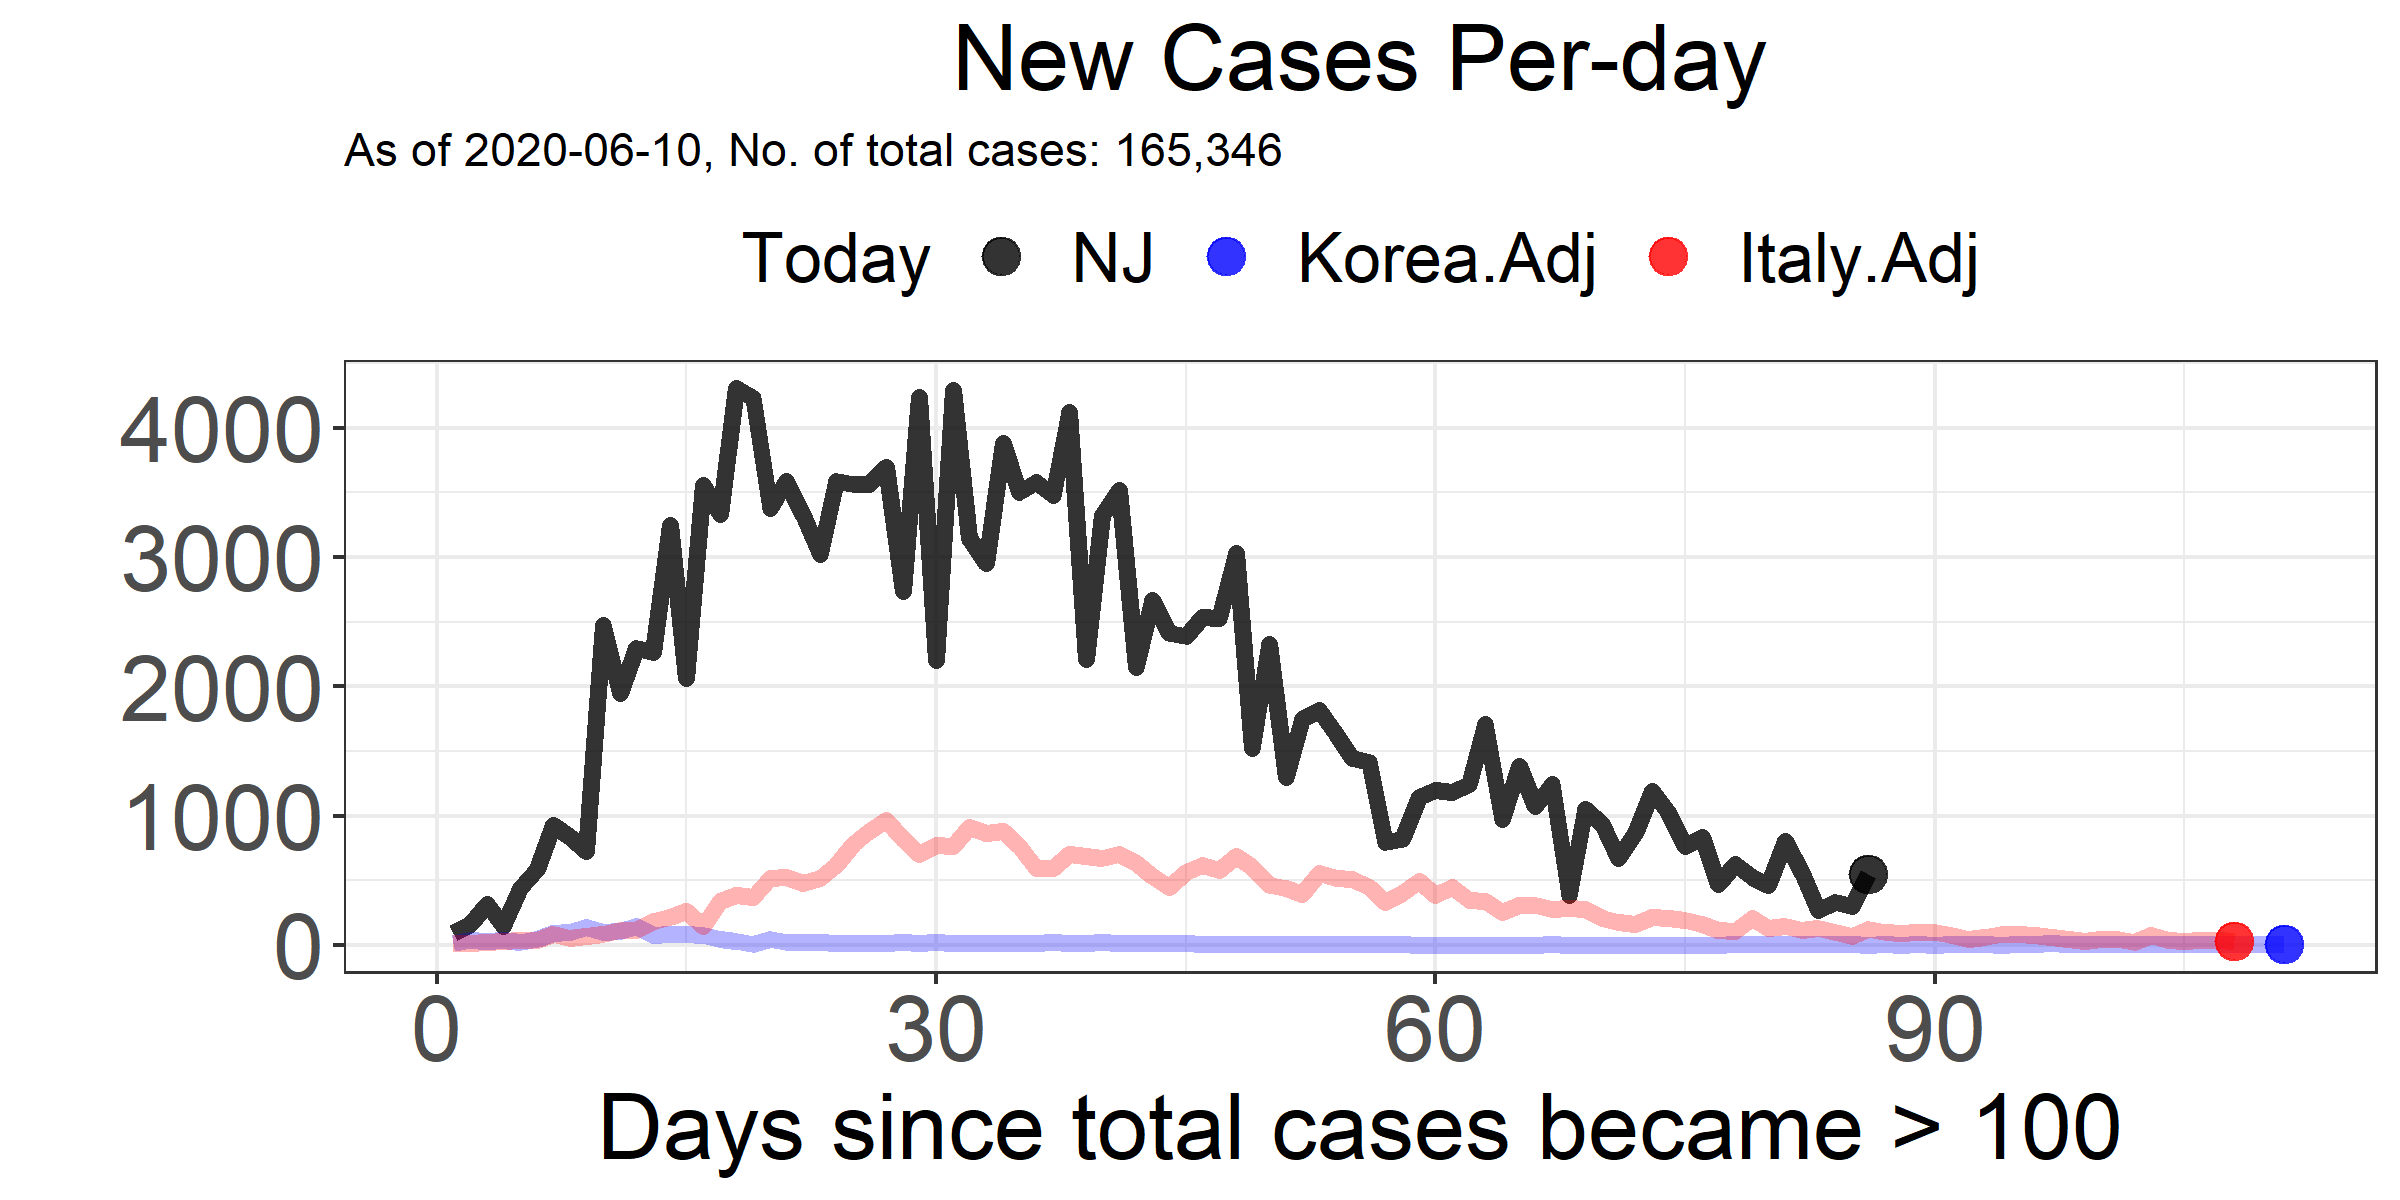 New Cases Per-day
As of 2020-06-10, No. of total cases: 165,346
Today NJ Korea.Adj Italy.Adj
4000
3000
2000
1000
0
0 30 60 90
Days since total cases became > 100